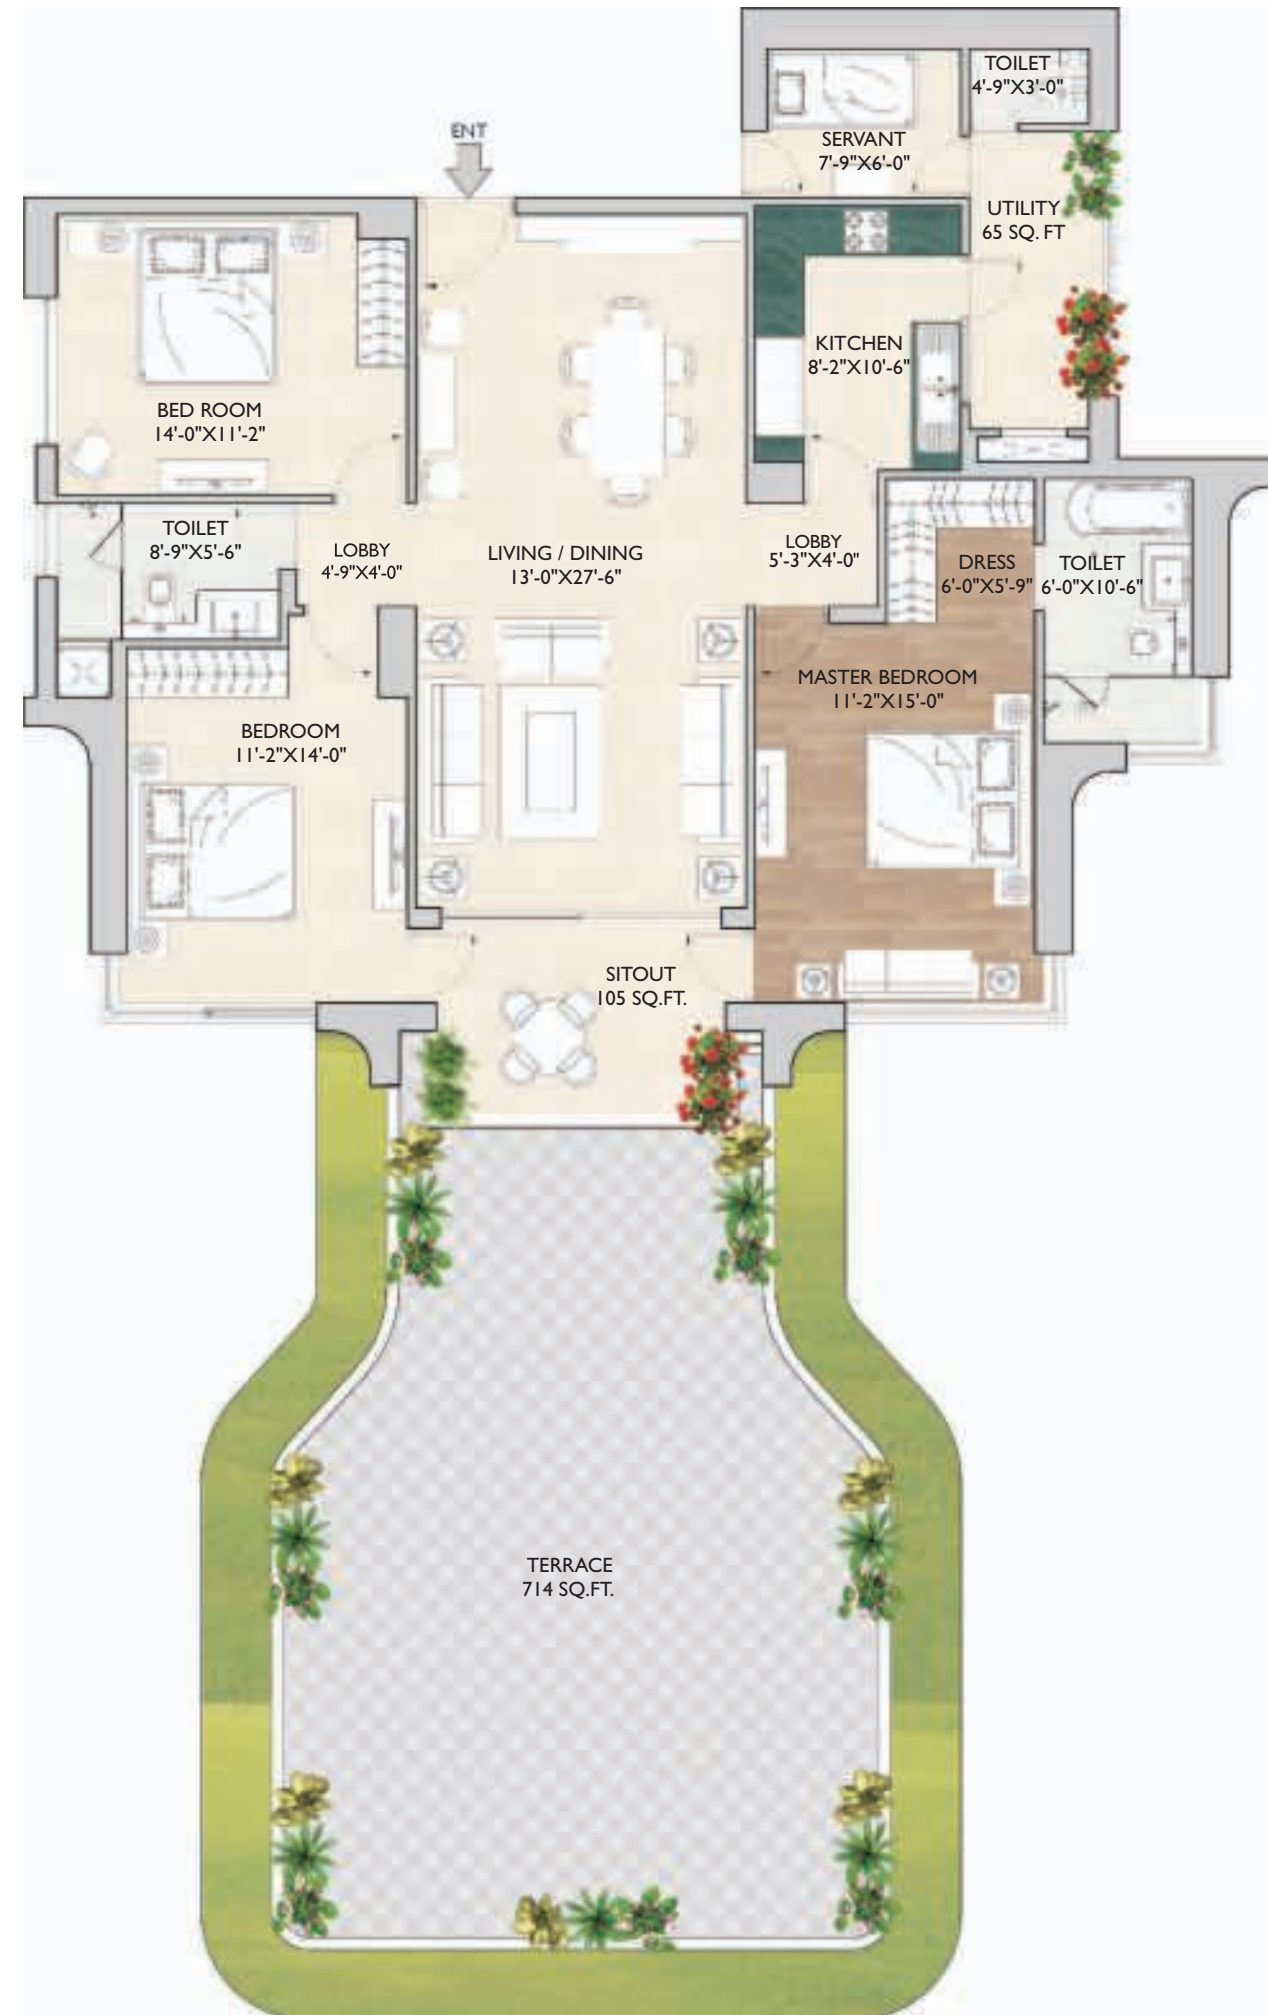 TOILET
4'-9"X3'-0"
ENT
SERVANT
7'-9"X6'-0"
UTILITY
65 SQ. FT
KITCHEN
8'-2"X10'-6"
BED ROOM
14'-0"X11'-2"
TOILET
8'-9"X5'-6"
LOBBY
4'-9"X4'-0"
LIVING / DINING
13'-0"X27'-6"
LOBBY
5'-3"X4'-0"
DRESS
6'-0"X5'-9"
TOILET
6'-0"X10'-6"
MASTER BEDROOM
11'-2"X15'-0"
BEDROOM
11'-2"X14'-0"
SITOUT
105 SQ.FT.
TERRACE
714 SQ.FT.